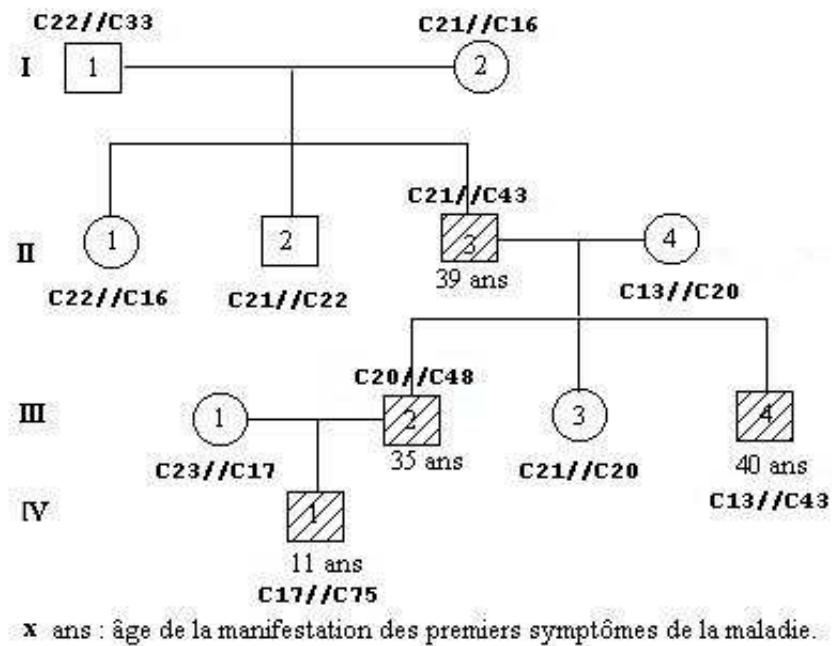 C22//C33 C21//C16
I 1 2
C21//C43
II 1 2 3 4
39 ans
C22//C16 C21//C22 C13//C20
C20//C48
III 1 2 3 4
35 ans 40 ans
C23//C17 C21//C20 C13//C43
IV 1
11 ans
C17//C75
x ans : âge de la manifestation des premiers symptômes de la maladie.